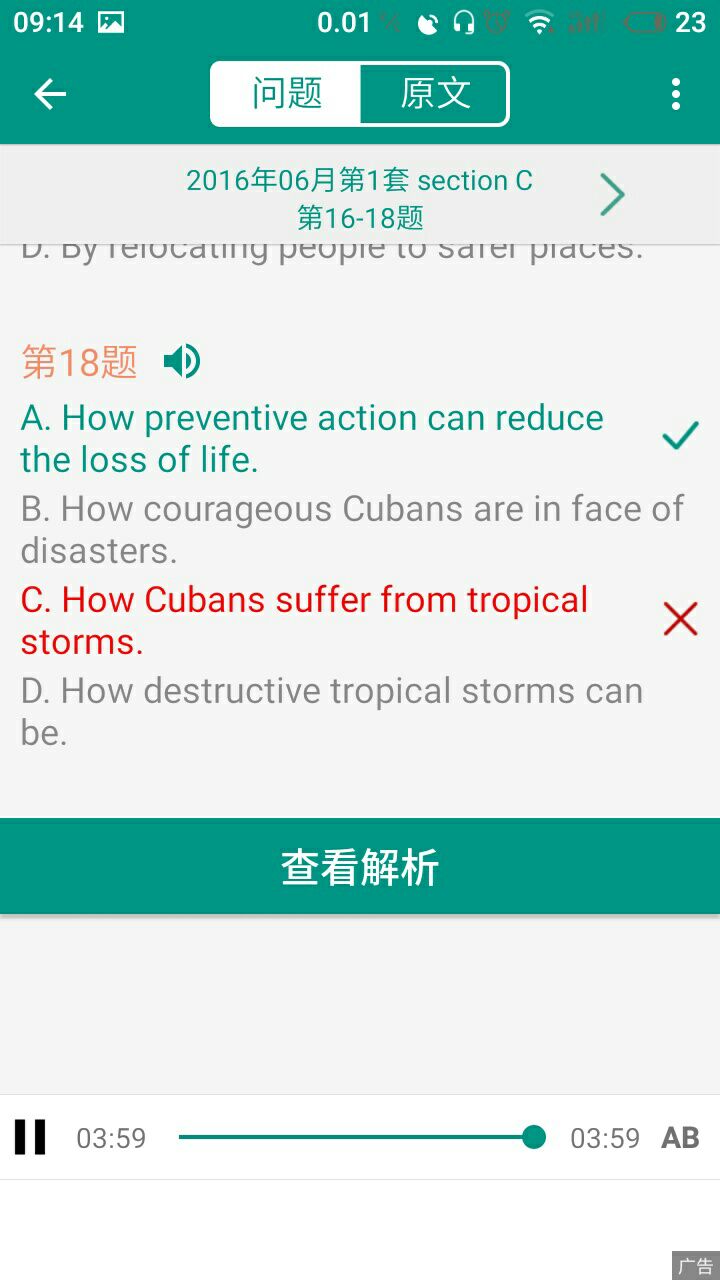 09:14
0.01
23
问题
原文
2016年06月第1套 section C
第16-18题
D. By relocating people to safer places.
第18题
A. How preventive action can reduce
the loss of life.
B. How courageous Cubans are in face of
disasters.
C. How Cubans suffer from tropical
storms.
D. How destructive tropical storms can
be.
查看解析
03:59
03:59
AB
广告